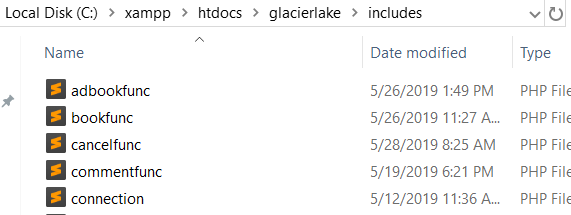 Local Disk (C:) > xampp > htdocs > glacierlake > includes
Name Date modified Type
adbookfunc 5/26/2019 1:49 PM PHP File
bookfunc 5/26/2019 11:27 A... PHP File
cancelfunc 5/28/2019 8:25 AM PHP File
commentfunc 5/19/2019 6:21 PM PHP File
connection 5/12/2019 11:36 A... PHP File